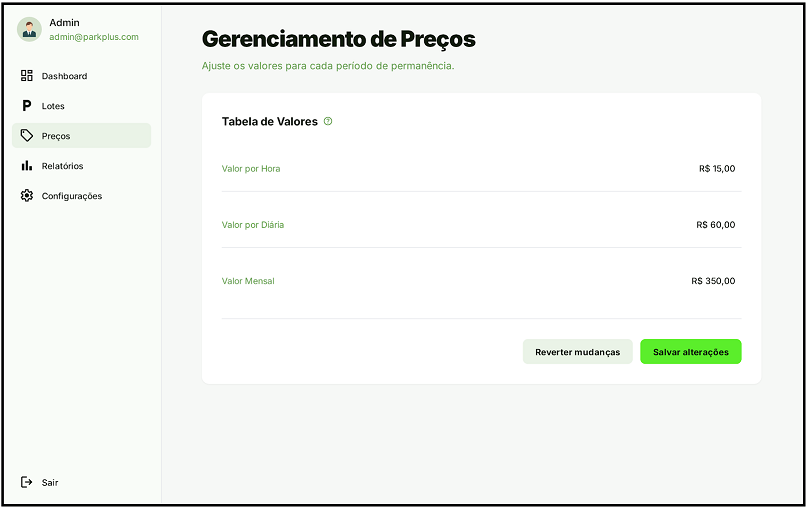 Admin
admin@parkplus.com
Dashboard
P Lotes
Preços
Relatórios
Configurações
Sair
Gerenciamento de Preços
Ajuste os valores para cada período de permanência.
Tabela de Valores ?
Valor por Hora R$ 15,00
Valor por Diária R$ 60,00
Valor Mensal R$ 350,00
Reverter mudanças Salvar alterações